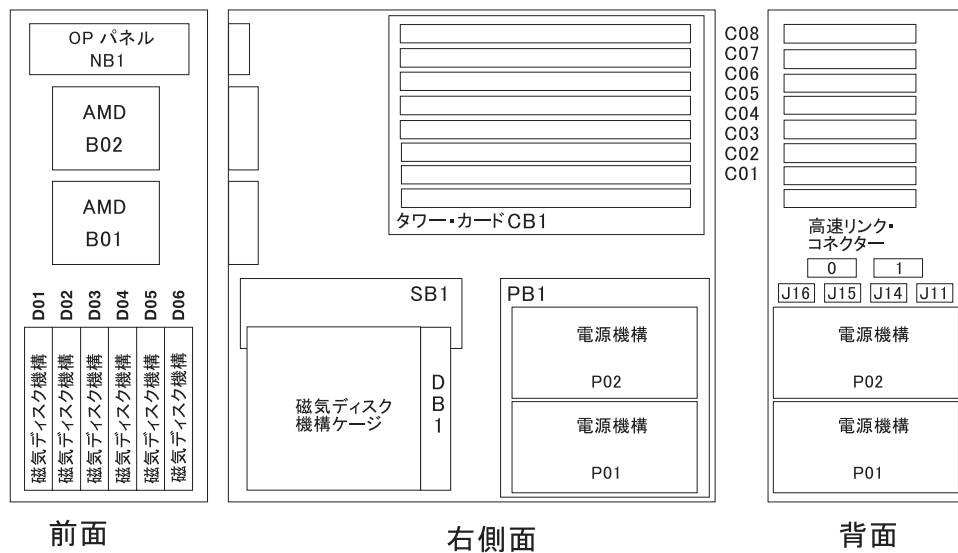 OP パネル
NB1
AMD
B02
AMD
B01
D01
D02
D03
D04
D05
D06
磁気ディスク機構
磁気ディスク機構
磁気ディスク機構
磁気ディスク機構
磁気ディスク機構
磁気ディスク機構
前面
タワー・カードCB1
SB1
磁気ディスク
機構ケージ
DB1
PB1
電源機構
P02
電源機構
P01
右側面
C08
C07
C06
C05
C04
C03
C02
C01
高速リンク・
コネクター
0 1
J16 J15 J14 J11
電源機構
P02
電源機構
P01
背面